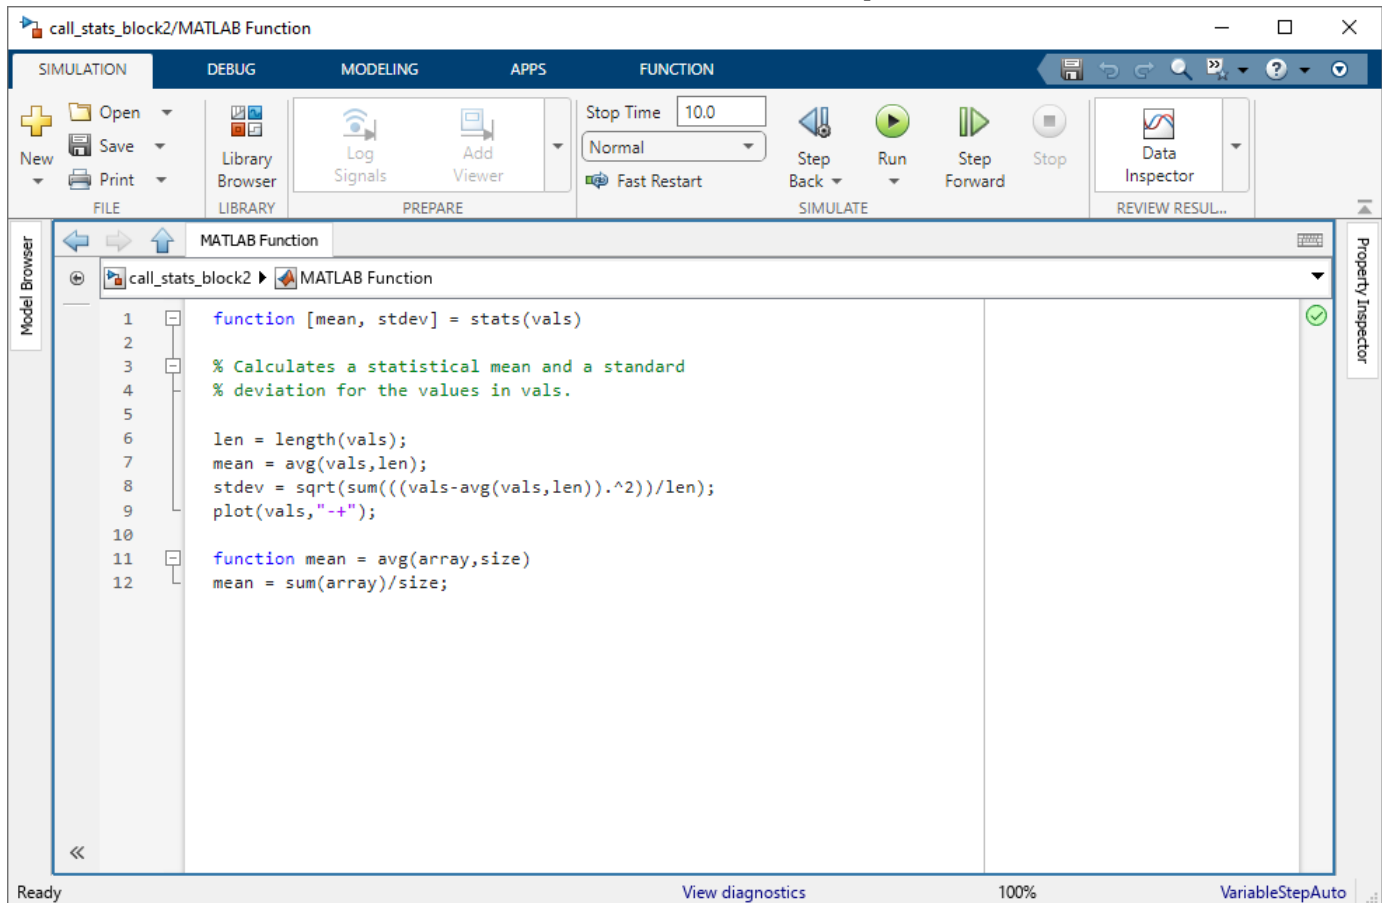 call_stats_block2/MATLAB Function
SIMULATION DEBUG MODELING APPS FUNCTION
New
Open
Save
Print
FILE
Library
Browser
LIBRARY
Log
Signals
Add
Viewer
PREPARE
Stop Time 10.0
Normal
Fast Restart
Step
Back
Run
Step
Forward
Stop
SIMULATE
Data
Inspector
REVIEW RESUL...
Model Browser
MATLAB Function
call_stats_block2 MATLAB Function
Property Inspector
1 function [mean, stdev] = stats(vals)
2
3 % Calculates a statistical mean and a standard
4 % deviation for the values in vals.
5
6 len = length(vals);
7 mean = avg(vals,len);
8 stdev = sqrt(sum(((vals-avg(vals,len)).^2))/len);
9 plot(vals,"-+");
10
11 function mean = avg(array,size)
12 mean = sum(array)/size;
Ready View diagnostics 100% VariableStepAuto